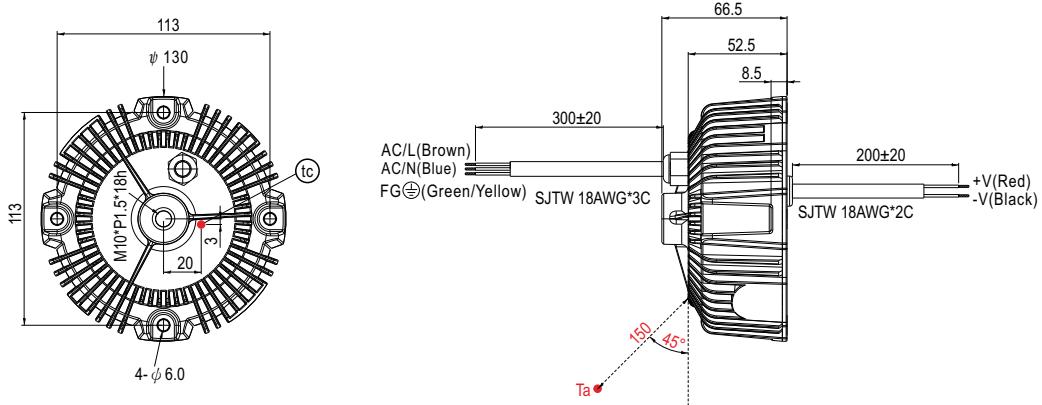 113
ψ 130
113
M10*P1.5*18h
tc
3
20
4-ϕ 6.0
66.5
52.5
8.5
300±20
AC/L(Brown)
AC/N(Blue)
FG⏚(Green/Yellow)
SJTW 18AWG*3C
200±20
+V(Red)
-V(Black)
SJTW 18AWG*2C
150
45°
Ta